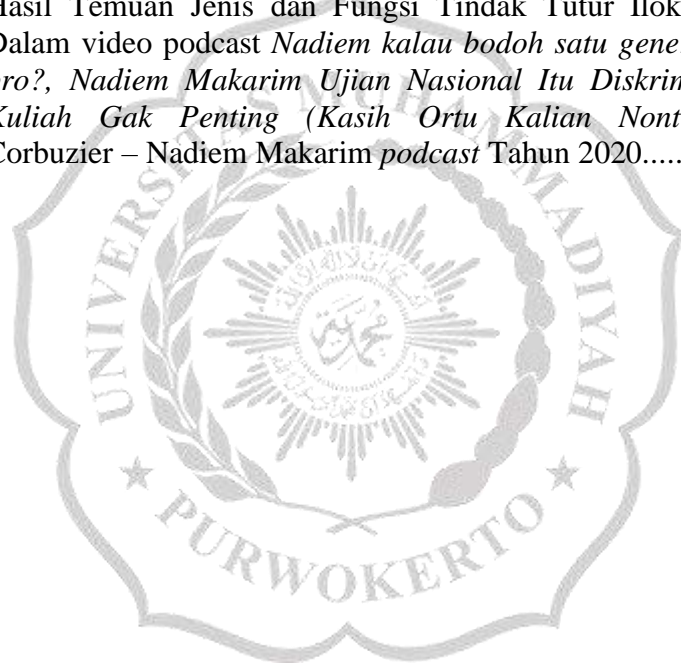 Hasil Temuan Jenis dan Fungsi Tindak Tutur Ilok
Dalam video podcast Nadiem kalau bodoh satu gene
bro?, Nadiem Makarim Ujian Nasional Itu Diskrim
Kuliah Gak Penting (Kasih Ortu Kalian Nont
Corbuzier – Nadiem Makarim podcast Tahun 2020.....
UNIVERSITAS MUHAMMADIYAH
PURWOKERTO